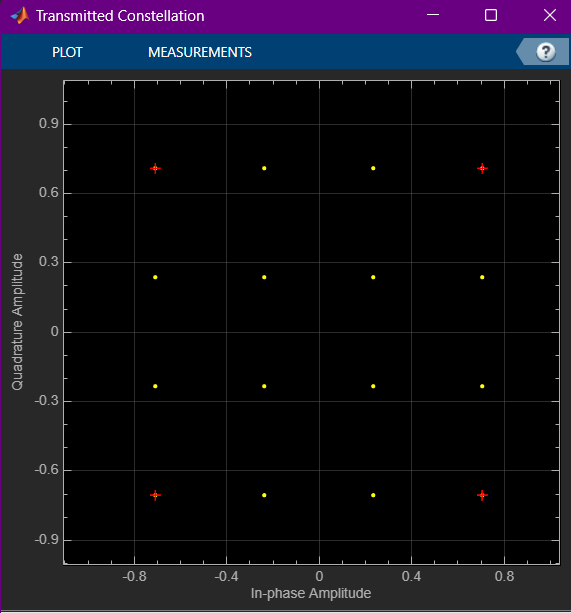 Transmitted Constellation
PLOT MEASUREMENTS ?
0.9
0.6
0.3
0
-0.3
-0.6
-0.9
Quadrature Amplitude
-0.8 -0.4 0 0.4 0.8
In-phase Amplitude